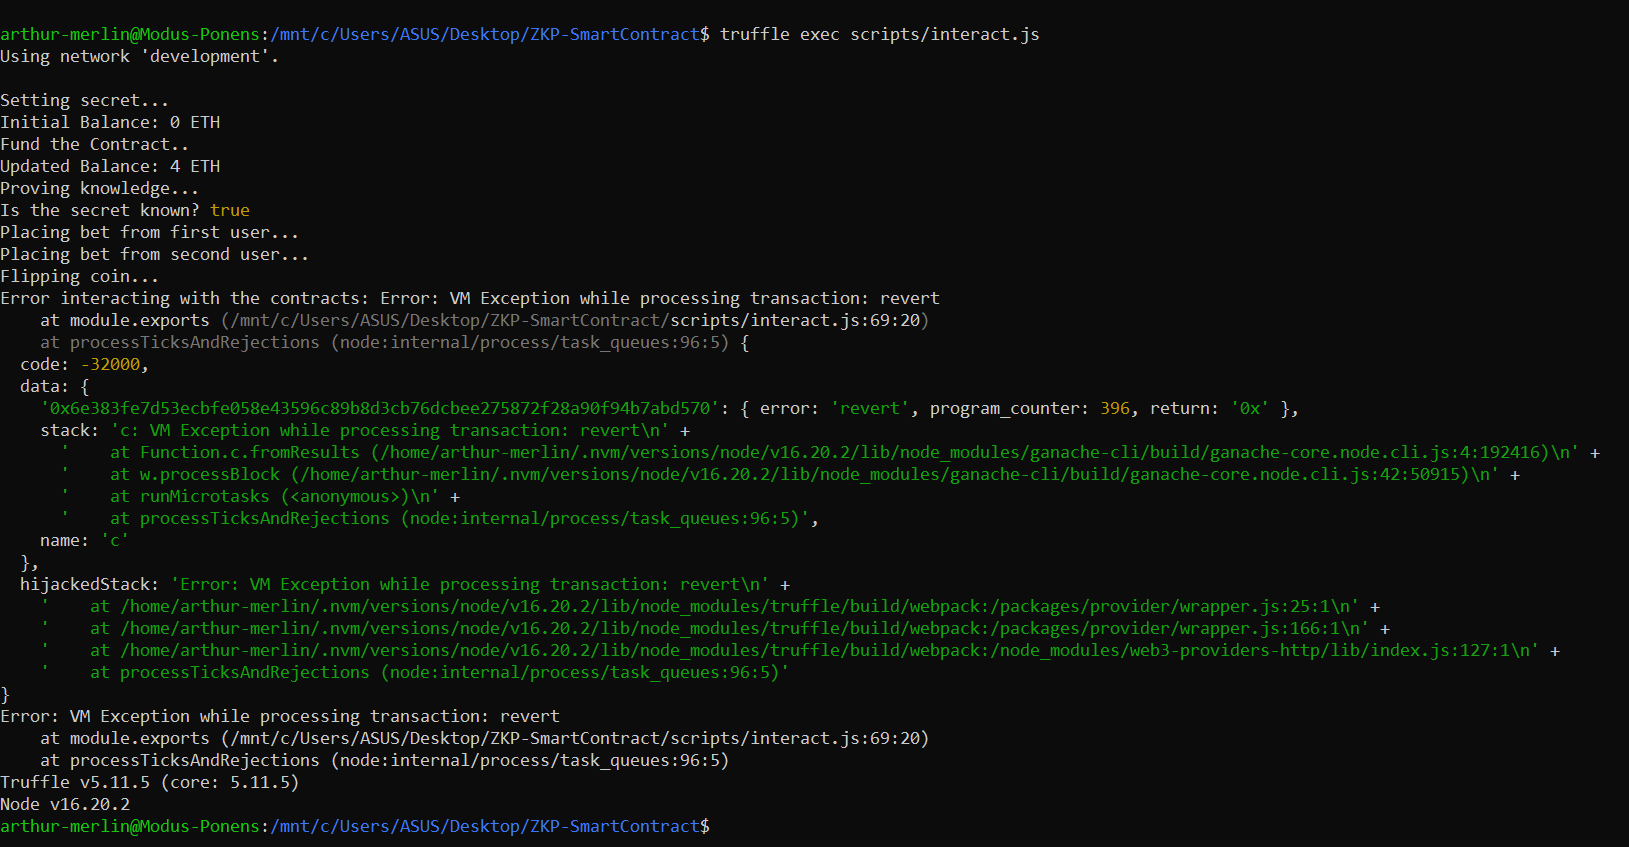 arthur-merlin@Modus-Ponens:/mnt/c/Users/ASUS/Desktop/ZKP-SmartContract$ truffle exec scripts/interact.js
Using network 'development'.
Setting secret...
Initial Balance: 0 ETH
Fund the Contract..
Updated Balance: 4 ETH
Proving knowledge...
Is the secret known? true
Placing bet from first user...
Placing bet from second user...
Flipping coin...
Error interacting with the contracts: Error: VM Exception while processing transaction: revert
    at module.exports (/mnt/c/Users/ASUS/Desktop/ZKP-SmartContract/scripts/interact.js:69:20)
    at processTicksAndRejections (node:internal/process/task_queues:96:5) {
  code: -32000,
  data: {
    '0x6e383fe7d53ecbfe058e43596c89b8d3cb76dcbee275872f28a90f94b7abd570': { error: 'revert', program_counter: 396, return: '0x' },
    stack: 'c: VM Exception while processing transaction: revert\n' +
      '    at Function.c.fromResults (/home/arthur-merlin/.nvm/versions/node/v16.20.2/lib/node_modules/ganache-cli/build/ganache-core.node.cli.js:4:192416)\n' +
      '    at w.processBlock (/home/arthur-merlin/.nvm/versions/node/v16.20.2/lib/node_modules/ganache-cli/build/ganache-core.node.cli.js:42:50915)\n' +
      '    at runMicrotasks (<anonymous>)\n' +
      '    at processTicksAndRejections (node:internal/process/task_queues:96:5)',
    name: 'c'
  },
  hijackedStack: 'Error: VM Exception while processing transaction: revert\n' +
    '    at /home/arthur-merlin/.nvm/versions/node/v16.20.2/lib/node_modules/truffle/build/webpack:/packages/provider/wrapper.js:25:1\n' +
    '    at /home/arthur-merlin/.nvm/versions/node/v16.20.2/lib/node_modules/truffle/build/webpack:/packages/provider/wrapper.js:166:1\n' +
    '    at /home/arthur-merlin/.nvm/versions/node/v16.20.2/lib/node_modules/truffle/build/webpack:/node_modules/web3-providers-http/lib/index.js:127:1\n' +
    '    at processTicksAndRejections (node:internal/process/task_queues:96:5)'
}
Error: VM Exception while processing transaction: revert
    at module.exports (/mnt/c/Users/ASUS/Desktop/ZKP-SmartContract/scripts/interact.js:69:20)
    at processTicksAndRejections (node:internal/process/task_queues:96:5)
Truffle v5.11.5 (core: 5.11.5)
Node v16.20.2
arthur-merlin@Modus-Ponens:/mnt/c/Users/ASUS/Desktop/ZKP-SmartContract$